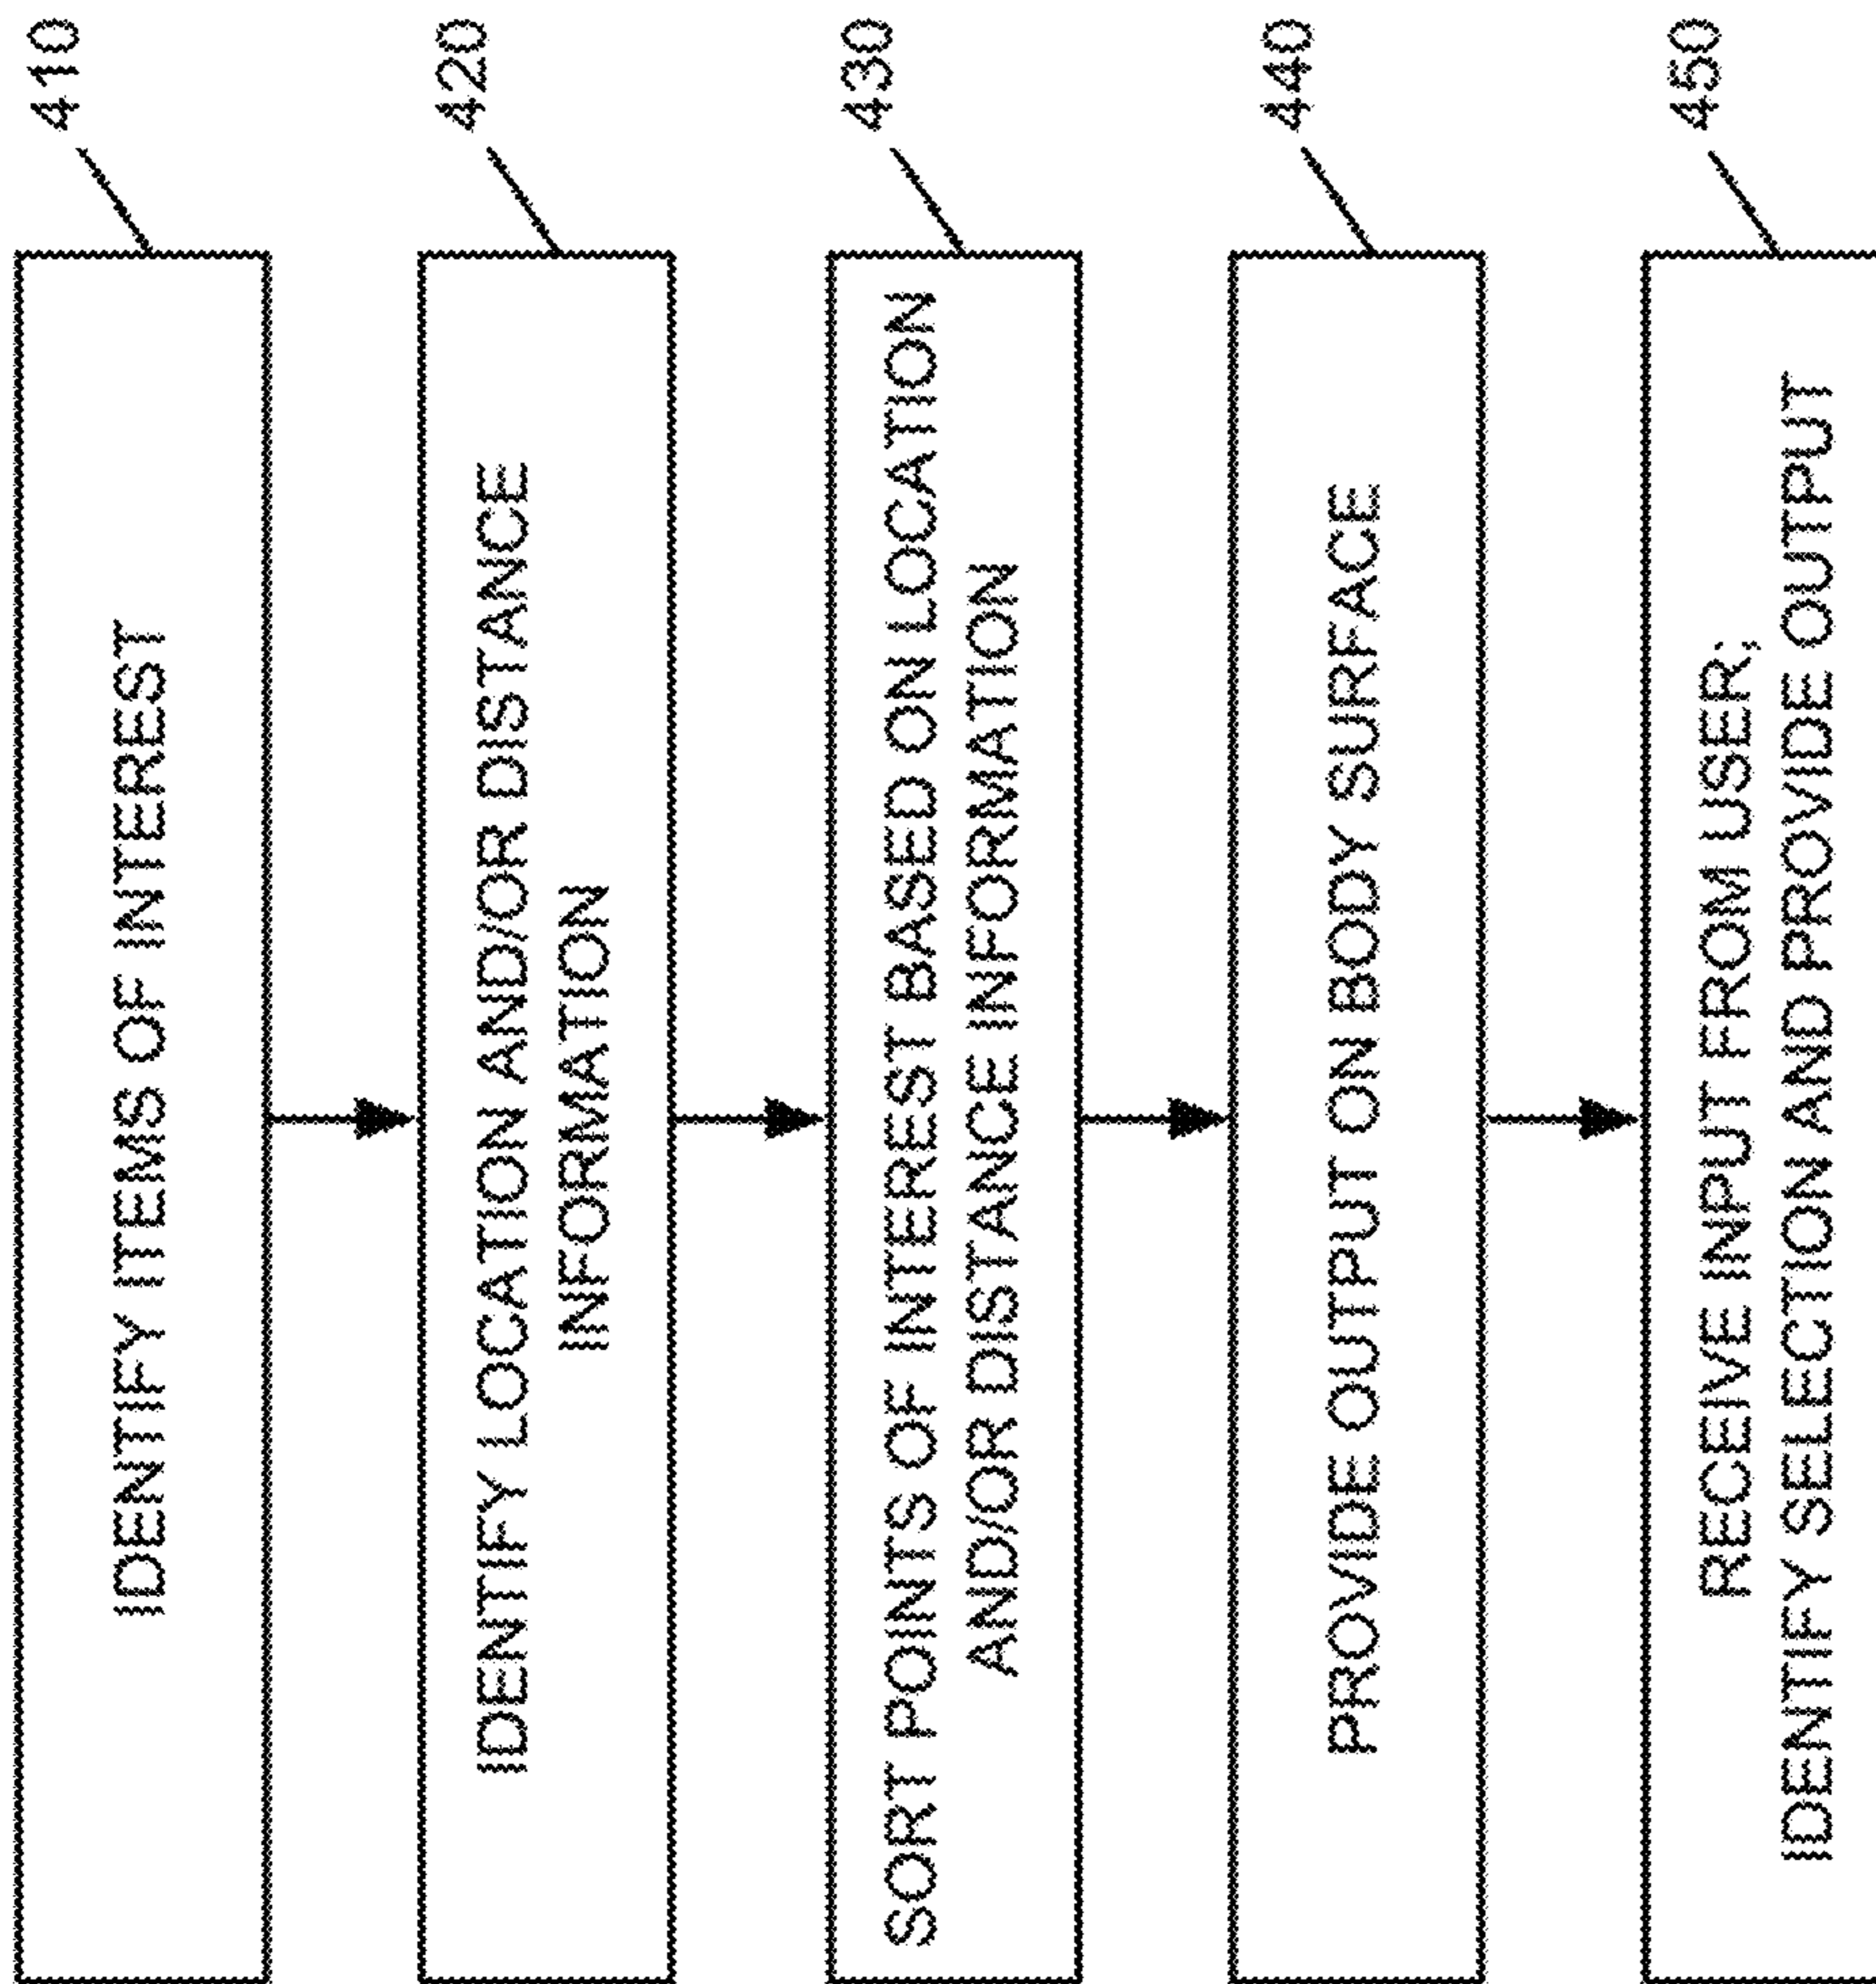 410
IDENTIFY ITEMS OF INTEREST
420
IDENTIFY LOCATION AND/OR DISTANCE
INFORMATION
430
SORT POINTS OF INTEREST BASED ON LOCATION
AND/OR DISTANCE INFORMATION
440
PROVIDE OUTPUT ON BODY SURFACE
450
RECEIVE INPUT FROM USER;
IDENTIFY SELECTION AND PROVIDE OUTPUT